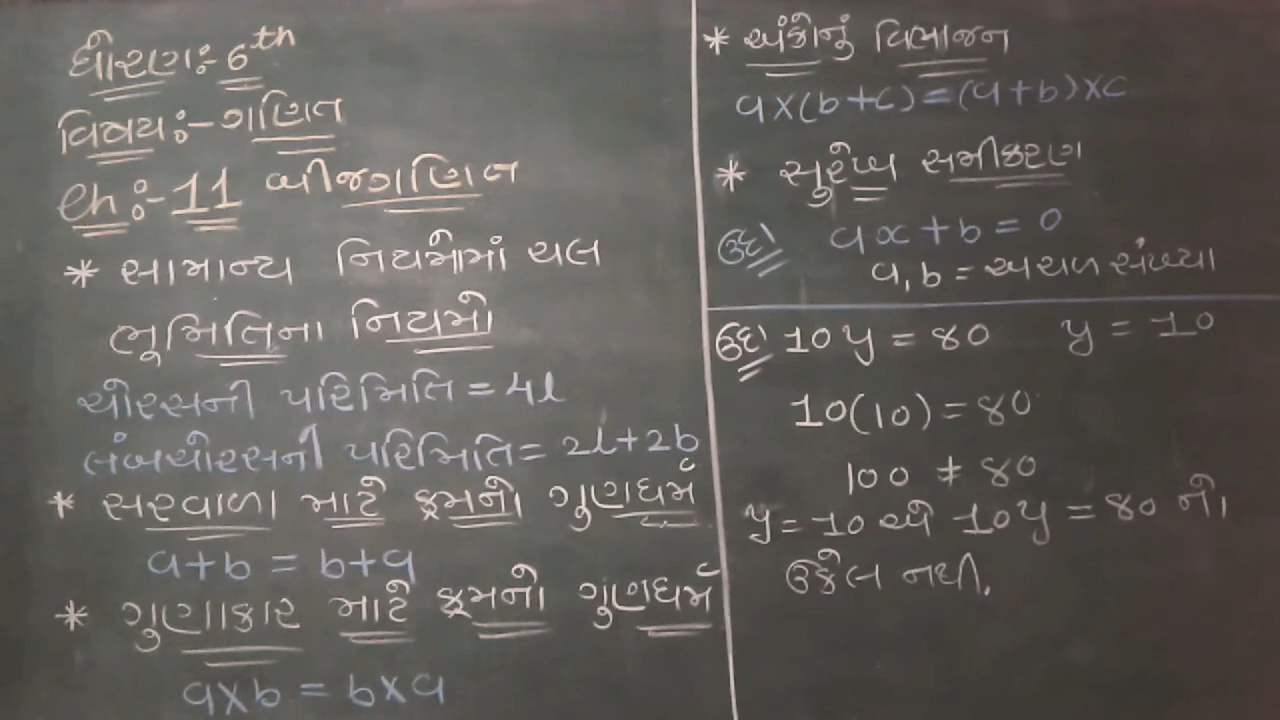 ધોરણ:- 6th
વિષય:- ગણિત
Ch:- 11 બીજગણિત
* સામાન્ય નિયમોમાં ચલ
ભૂમિતિના નિયમો
ચોરસની પરિમિતિ = 4l
લંબચોરસની પરિમિતિ = 2l+2b
* સરવાળા માટે ક્રમનો ગુણધર્મ
a+b = b+a
* ગુણાકાર માટે ક્રમનો ગુણધર્મ
a×b = b×a
* અંકોનું વિભાજન
a×(b+c)=(a+b)×c
* સુરેખ સમીકરણ
ઉદા ax+b=0
a,b = અચળ સંખ્યા
ઉદા 10y = 80 y = 10
10(10) = 80
100 ≠ 80
y = 10 એ 10y = 80 નો
ઉકેલ નથી.